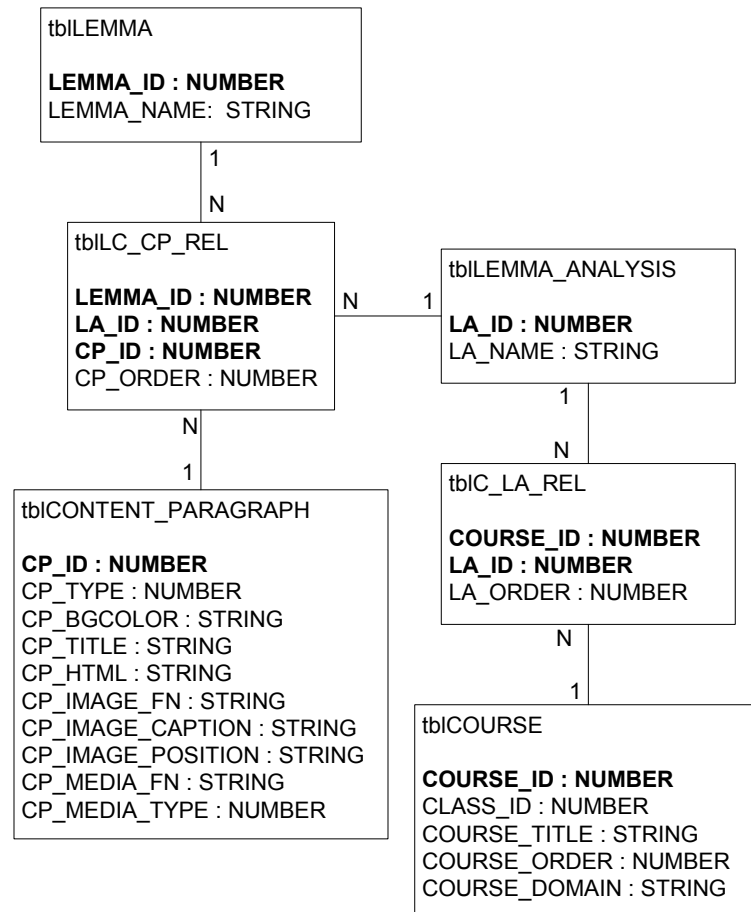 tblLEMMA
LEMMA_ID : NUMBER
LEMMA_NAME: STRING
1
N
tblLC_CP_REL
LEMMA_ID : NUMBER
LA_ID : NUMBER
CP_ID : NUMBER
CP_ORDER : NUMBER
N
1
tblLEMMA_ANALYSIS
LA_ID : NUMBER
LA_NAME : STRING
1
N
tblC_LA_REL
COURSE_ID : NUMBER
LA_ID : NUMBER
LA_ORDER : NUMBER
N
1
tblCONTENT_PARAGRAPH
CP_ID : NUMBER
CP_TYPE : NUMBER
CP_BGCOLOR : STRING
CP_TITLE : STRING
CP_HTML : STRING
CP_IMAGE_FN : STRING
CP_IMAGE_CAPTION : STRING
CP_IMAGE_POSITION : STRING
CP_MEDIA_FN : STRING
CP_MEDIA_TYPE : NUMBER
N
1
tblCOURSE
COURSE_ID : NUMBER
CLASS_ID : NUMBER
COURSE_TITLE : STRING
COURSE_ORDER : NUMBER
COURSE_DOMAIN : STRING